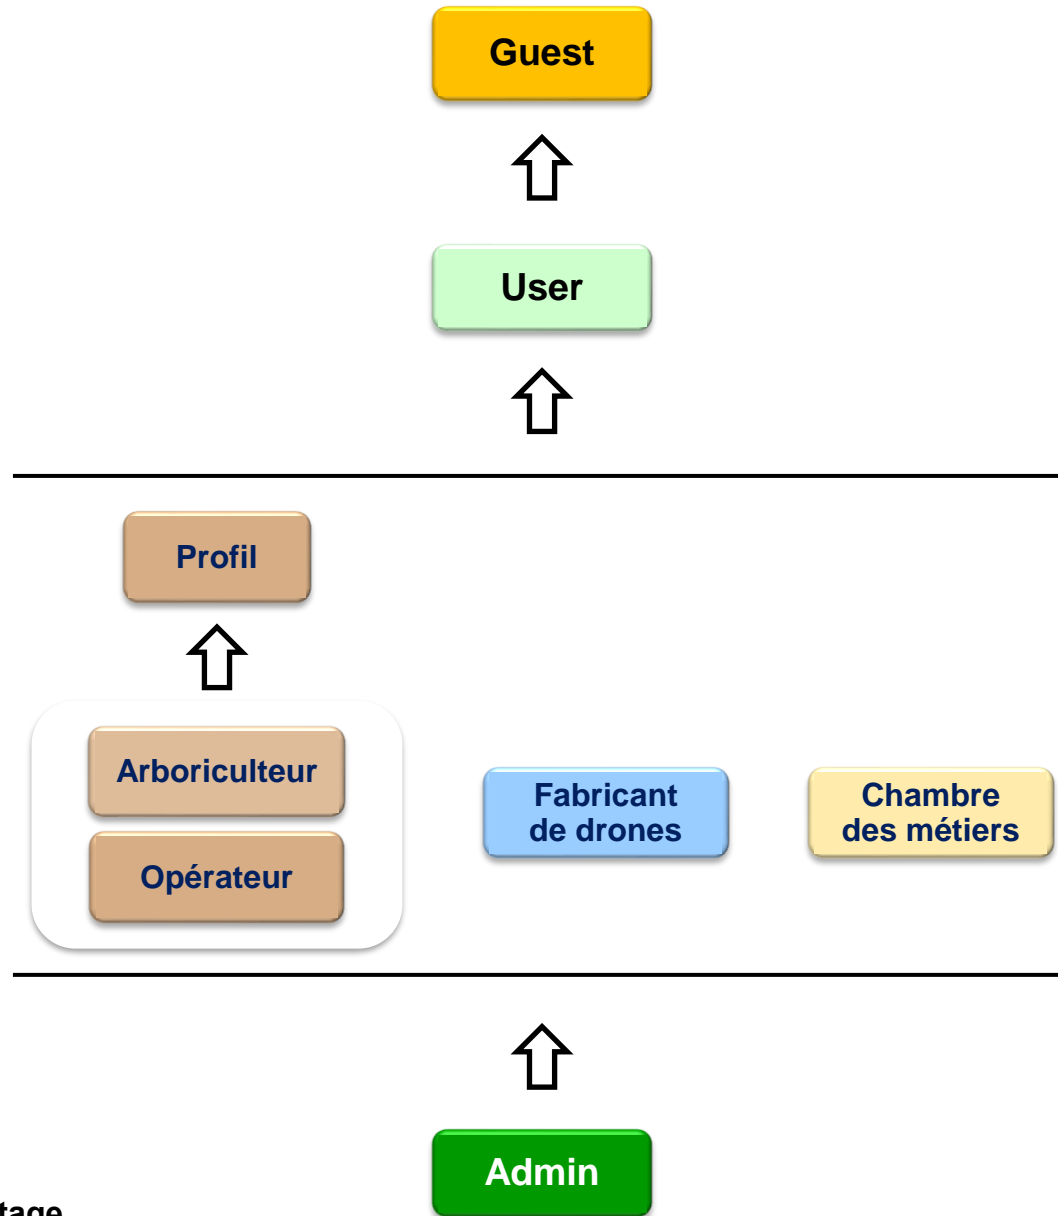 Guest
User
Profil
Arboriculteur
Opérateur
Fabricant
de drones
Chambre
des métiers
Admin